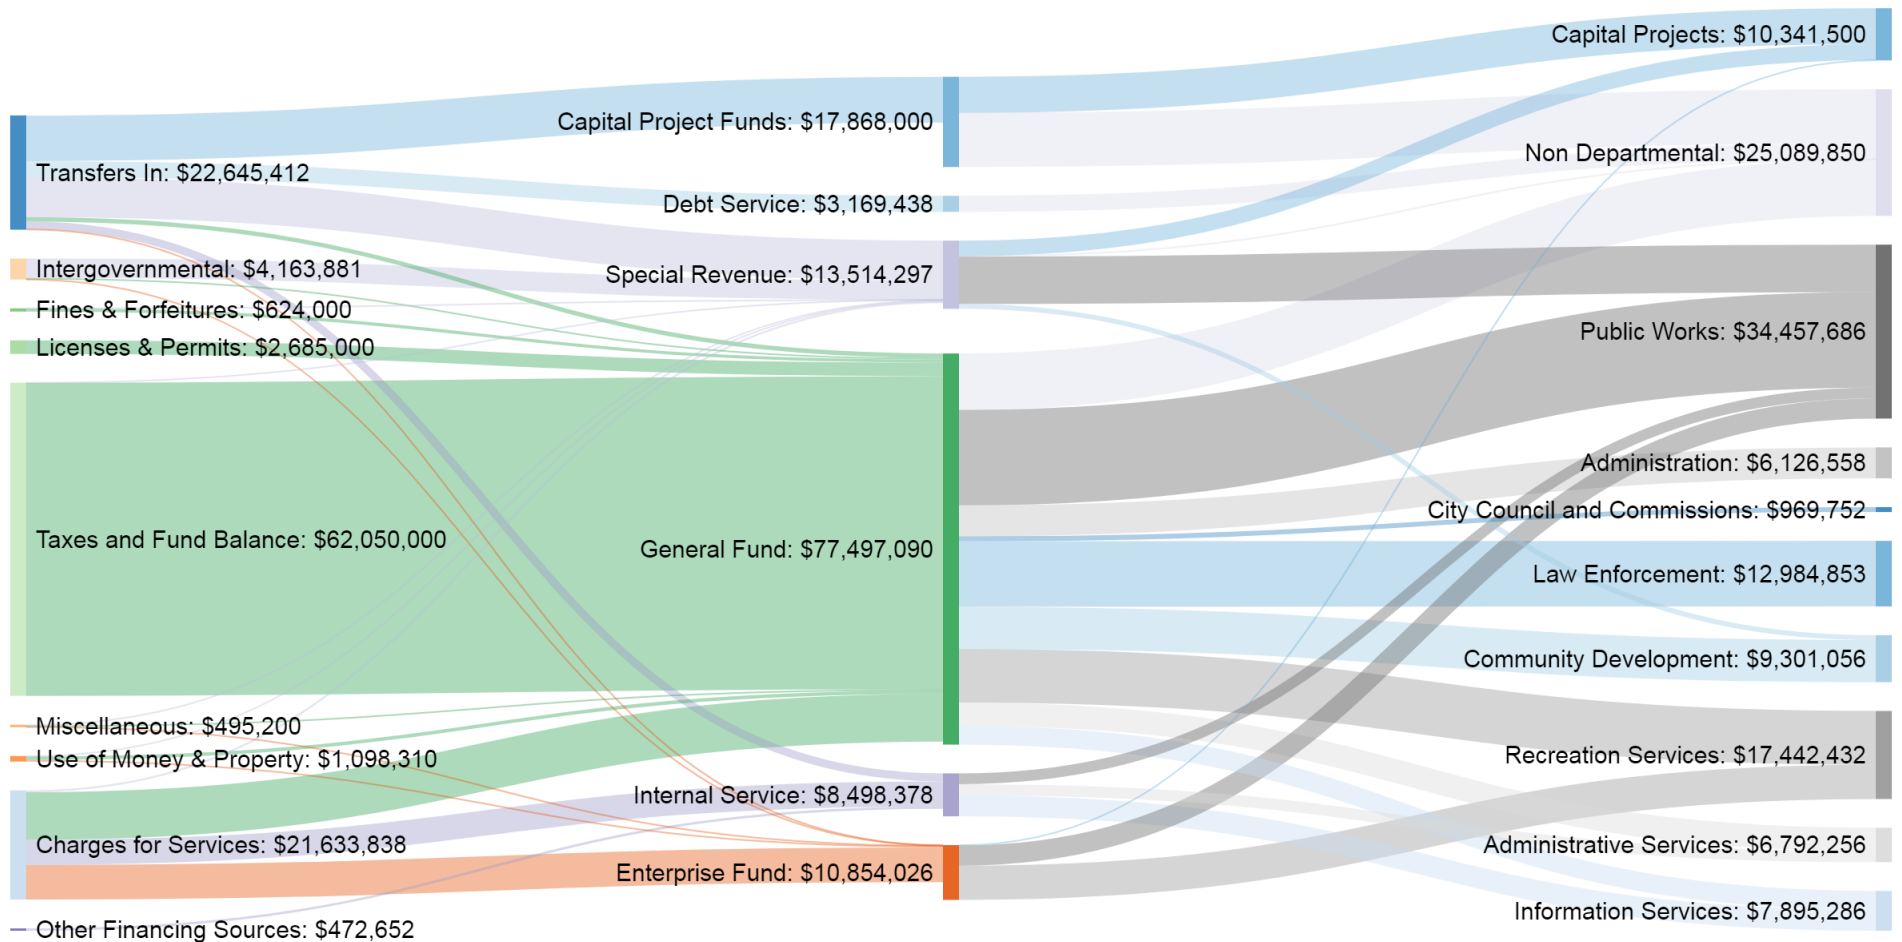 Transfers In: $22,645,412
Intergovernmental: $4,163,881
Fines & Forfeitures: $624,000
Licenses & Permits: $2,685,000
Taxes and Fund Balance: $62,050,000
Miscellaneous: $495,200
Use of Money & Property: $1,098,310
Charges for Services: $21,633,838
Other Financing Sources: $472,652
Capital Project Funds: $17,868,000
Debt Service: $3,169,438
Special Revenue: $13,514,297
General Fund: $77,497,090
Internal Service: $8,498,378
Enterprise Fund: $10,854,026
Capital Projects: $10,341,500
Non Departmental: $25,089,850
Public Works: $34,457,686
Administration: $6,126,558
City Council and Commissions: $969,752
Law Enforcement: $12,984,853
Community Development: $9,301,056
Recreation Services: $17,442,432
Administrative Services: $6,792,256
Information Services: $7,895,286